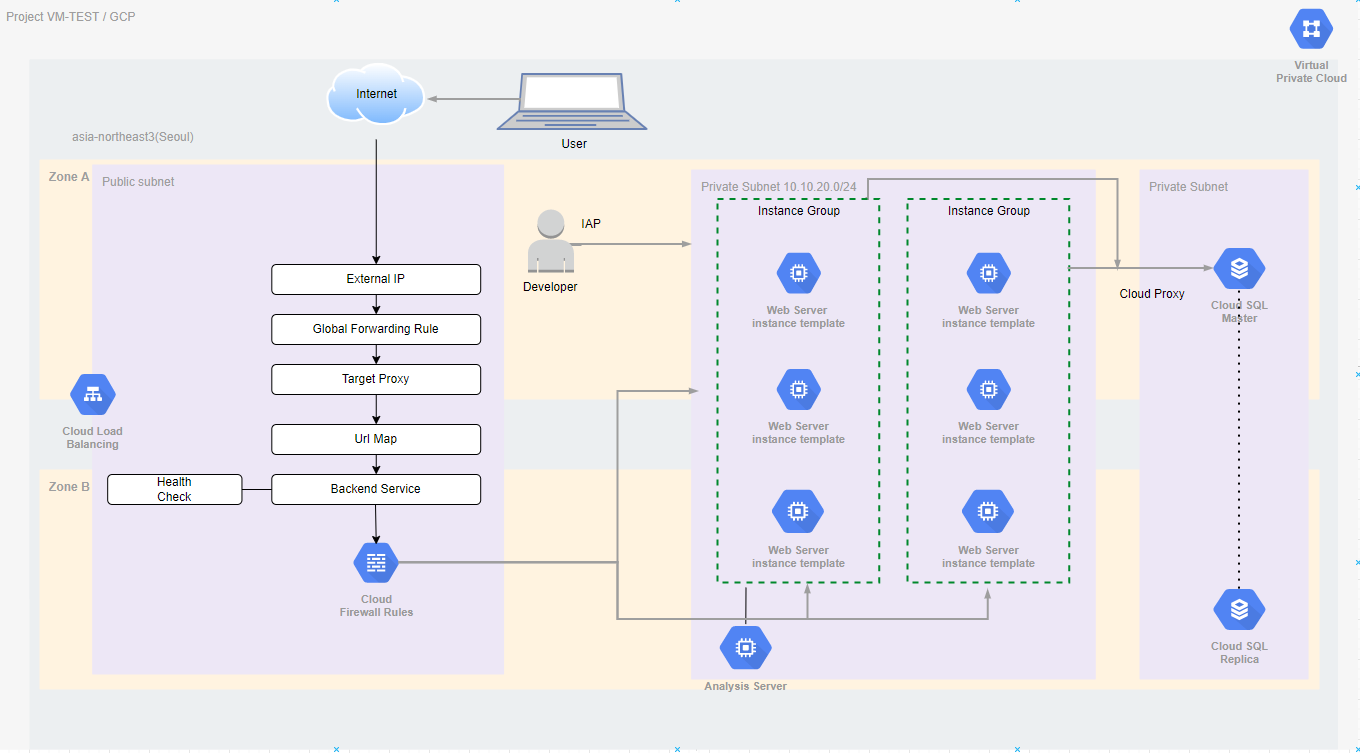 Project VM-TEST / GCP
Virtual
Private Cloud
Internet
User
asia-northeast3(Seoul)
Zone A
Public subnet
Private Subnet 10.10.20.0/24
Private Subnet
Instance Group
Instance Group
IAP
Developer
External IP
Global Forwarding Rule
Target Proxy
Url Map
Backend Service
Health
Check
Cloud Load
Balancing
Zone B
Cloud
Firewall Rules
Web Server
instance template
Web Server
instance template
Web Server
instance template
Web Server
instance template
Web Server
instance template
Web Server
instance template
Cloud Proxy
Cloud SQL
Master
Analysis Server
Cloud SQL
Replica